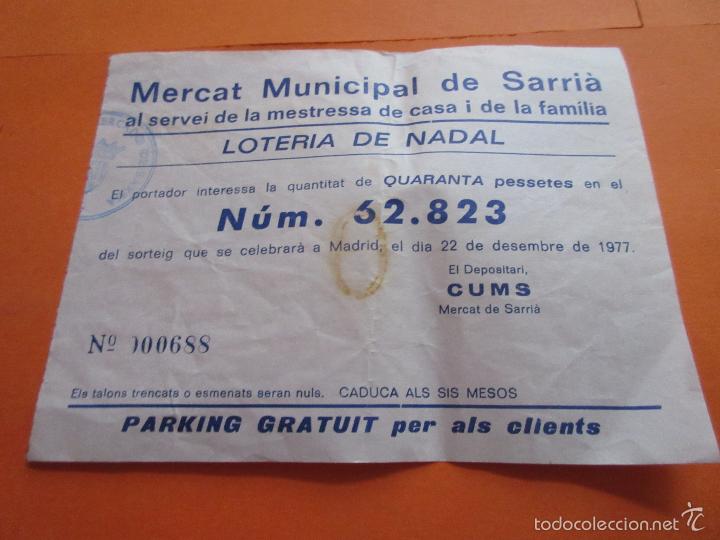 Mercat Municipal de Sarrià
al servei de la mestressa de casa i de la família
LOTERIA DE NADAL
El portador interessa la quantitat de QUARANTA pessetes en el
Núm. 62.823
del sorteig que se celebrarà a Madrid, el dia 22 de desembre de 1977.
El Depositari,
CUMS
Mercat de Sarrià
Nº 000688
Els talons trencats o esmenats seran nuls. CADUCA ALS SIS MESOS
PARKING GRATUIT per als clients
todocoleccion.net